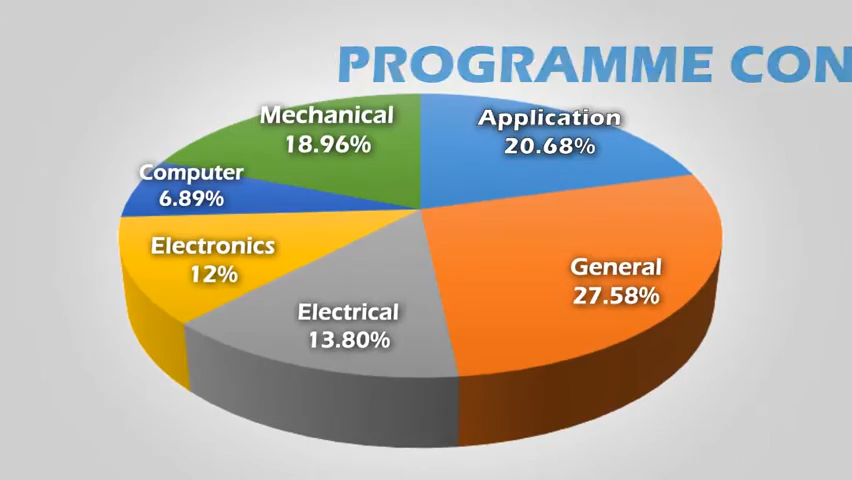 PROGRAMME CON
Mechanical
18.96%
Application
20.68%
Computer
6.89%
Electronics
12%
General
27.58%
Electrical
13.80%